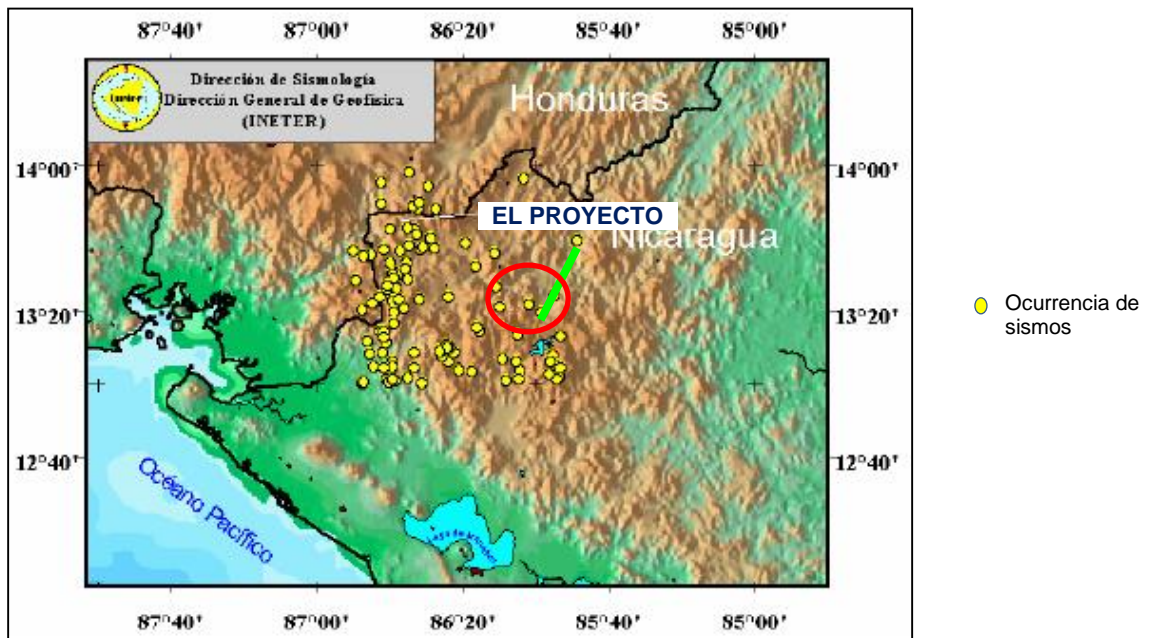 87°40' 87°00' 86°20' 85°40' 85°00'
Dirección de Sismología
Dirección General de Geofísica
(INETER)
Honduras
14°00' 14°00'
EL PROYECTO
Nicaragua
Ocurrencia de
sismos
13°20' 13°20'
12°40' 12°40'
Océano Pacífico
87°40' 87°00' 86°20' 85°40' 85°00'